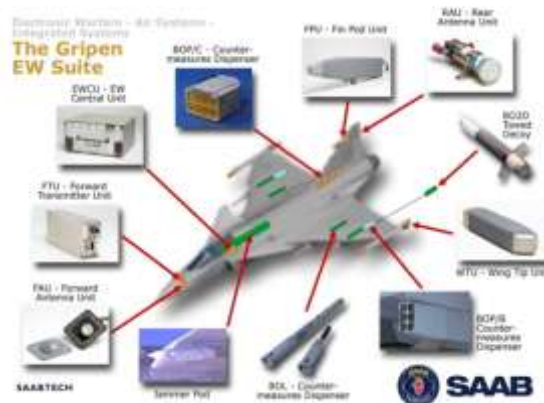 Electronic Warfare - Air Systems -
Integrated Systems
The Gripen
EW Suite
BOP/C - Counter-
measures Dispenser
FPU - Fin Pod Unit
RAU - Rear
Antenna Unit
EWCU - EW
Central Unit
BO2D
Towed
Decoy
FTU - Forward
Transmitter Unit
WTU - Wing Tip Unit
FAU - Forward
Antenna Unit
BOP/B
Counter-
measures
Dispenser
Jammer Pod
BOL - Counter-
measures Dispenser
SAABTECH
SAAB